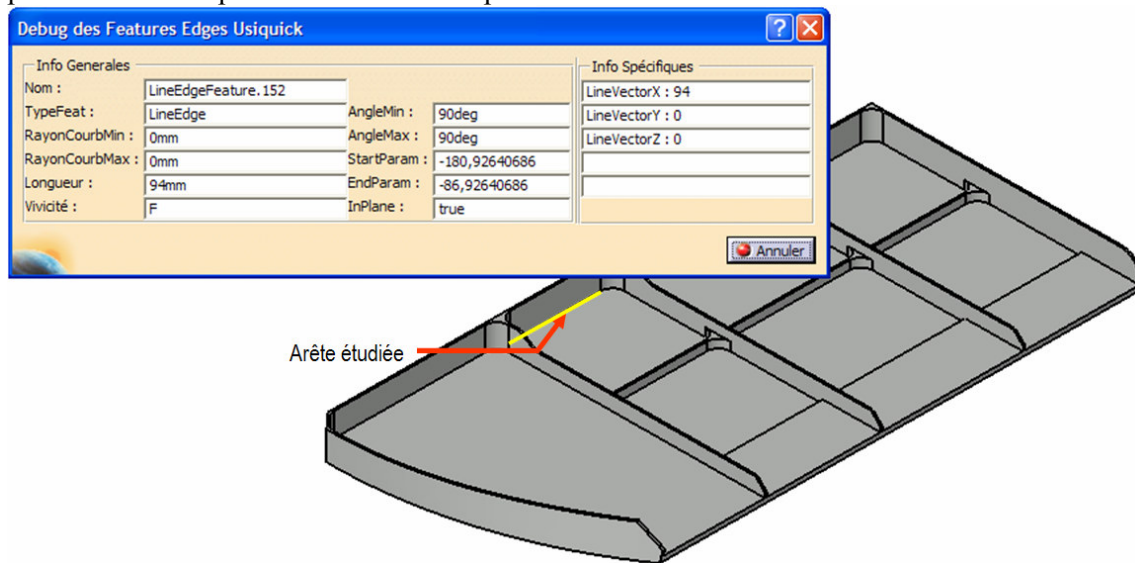 Debug des Features Edges Usiquick
Info Generales
Nom : LineEdgeFeature.152
TypeFeat : LineEdge AngleMin : 90deg
RayonCourbMin : 0mm AngleMax : 90deg
RayonCourbMax : 0mm StartParam : -180,92640686
Longueur : 94mm EndParam : -86,92640686
Vivicité : F InPlane : true
Info Spécifiques
LineVectorX : 94
LineVectorY : 0
LineVectorZ : 0
Annuler
Arête étudiée